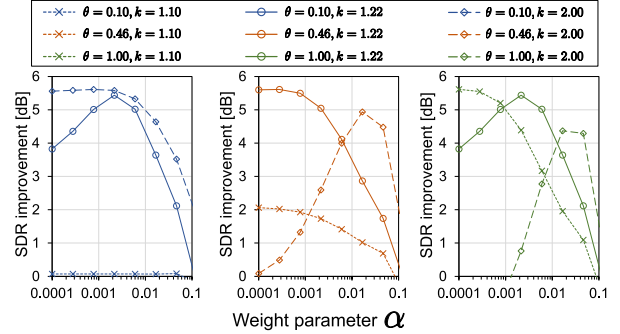 θ = 0.10, k = 1.10 θ = 0.10, k = 1.22 θ = 0.10, k = 2.00
θ = 0.46, k = 1.10 θ = 0.46, k = 1.22 θ = 0.46, k = 2.00
θ = 1.00, k = 1.10 θ = 1.00, k = 1.22 θ = 1.00, k = 2.00
SDR improvement [dB]
6
5
4
3
2
1
0
0.0001 0.001 0.01 0.1
SDR improvement [dB]
6
5
4
3
2
1
0
0.0001 0.001 0.01 0.1
SDR improvement [dB]
6
5
4
3
2
1
0
0.0001 0.001 0.01 0.1
Weight parameter α